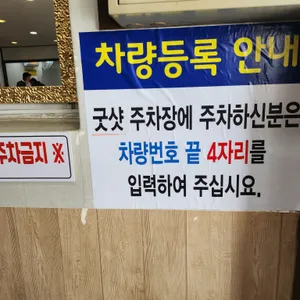 차량등록 안내
굿샷 주차장에 주차하신분은
차량번호 끝 4자리를
입력하여 주십시요.
주차금지 ※